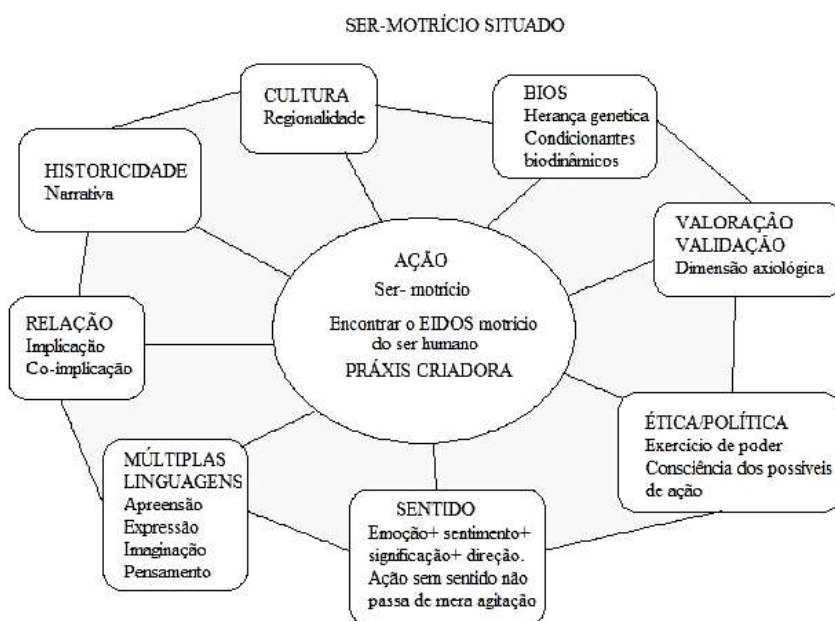 SER-MOTRÍCIO SITUADO
CULTURA
Regionalidade
BIOS
Herança genetica
Condicionantes
biodinâmicos
HISTORICIDADE
Narrativa
VALORAÇÃO
VALIDAÇÃO
Dimensão axiológica
AÇÃO
Ser- motrício
Encontrar o EIDOS motrício
do ser humano
PRÁXIS CRIADORA
RELAÇÃO
Implicação
Co-implicação
ÉTICA/POLÍTICA
Exercício de poder
Consciência dos possíveis
de ação
MÚLTIPLAS
LINGUAGENS
Apreensão
Expressão
Imaginação
Pensamento
SENTIDO
Emoção+ sentimento+
significação+ direção.
Ação sem sentido não
passa de mera agitação